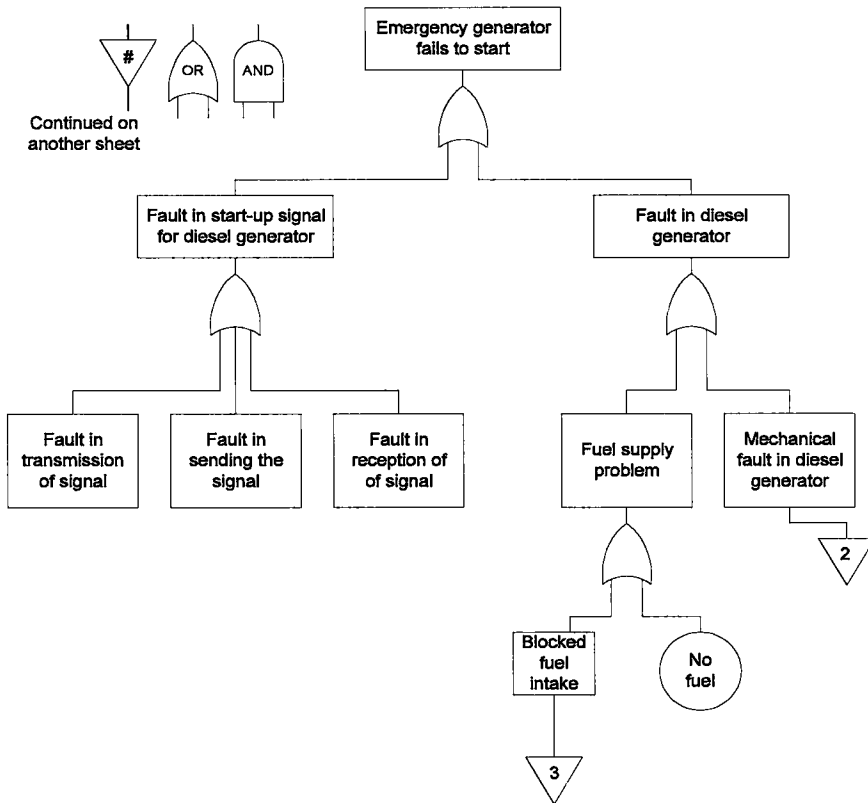 #
OR
AND
Continued on
another sheet
Emergency generator
fails to start
Fault in start-up signal
for diesel generator
Fault in diesel
generator
Fault in
transmission
of signal
Fault in
sending the
signal
Fault in
reception of
of signal
Fuel supply
problem
Mechanical
fault in diesel
generator
2
Blocked
fuel
intake
No
fuel
3